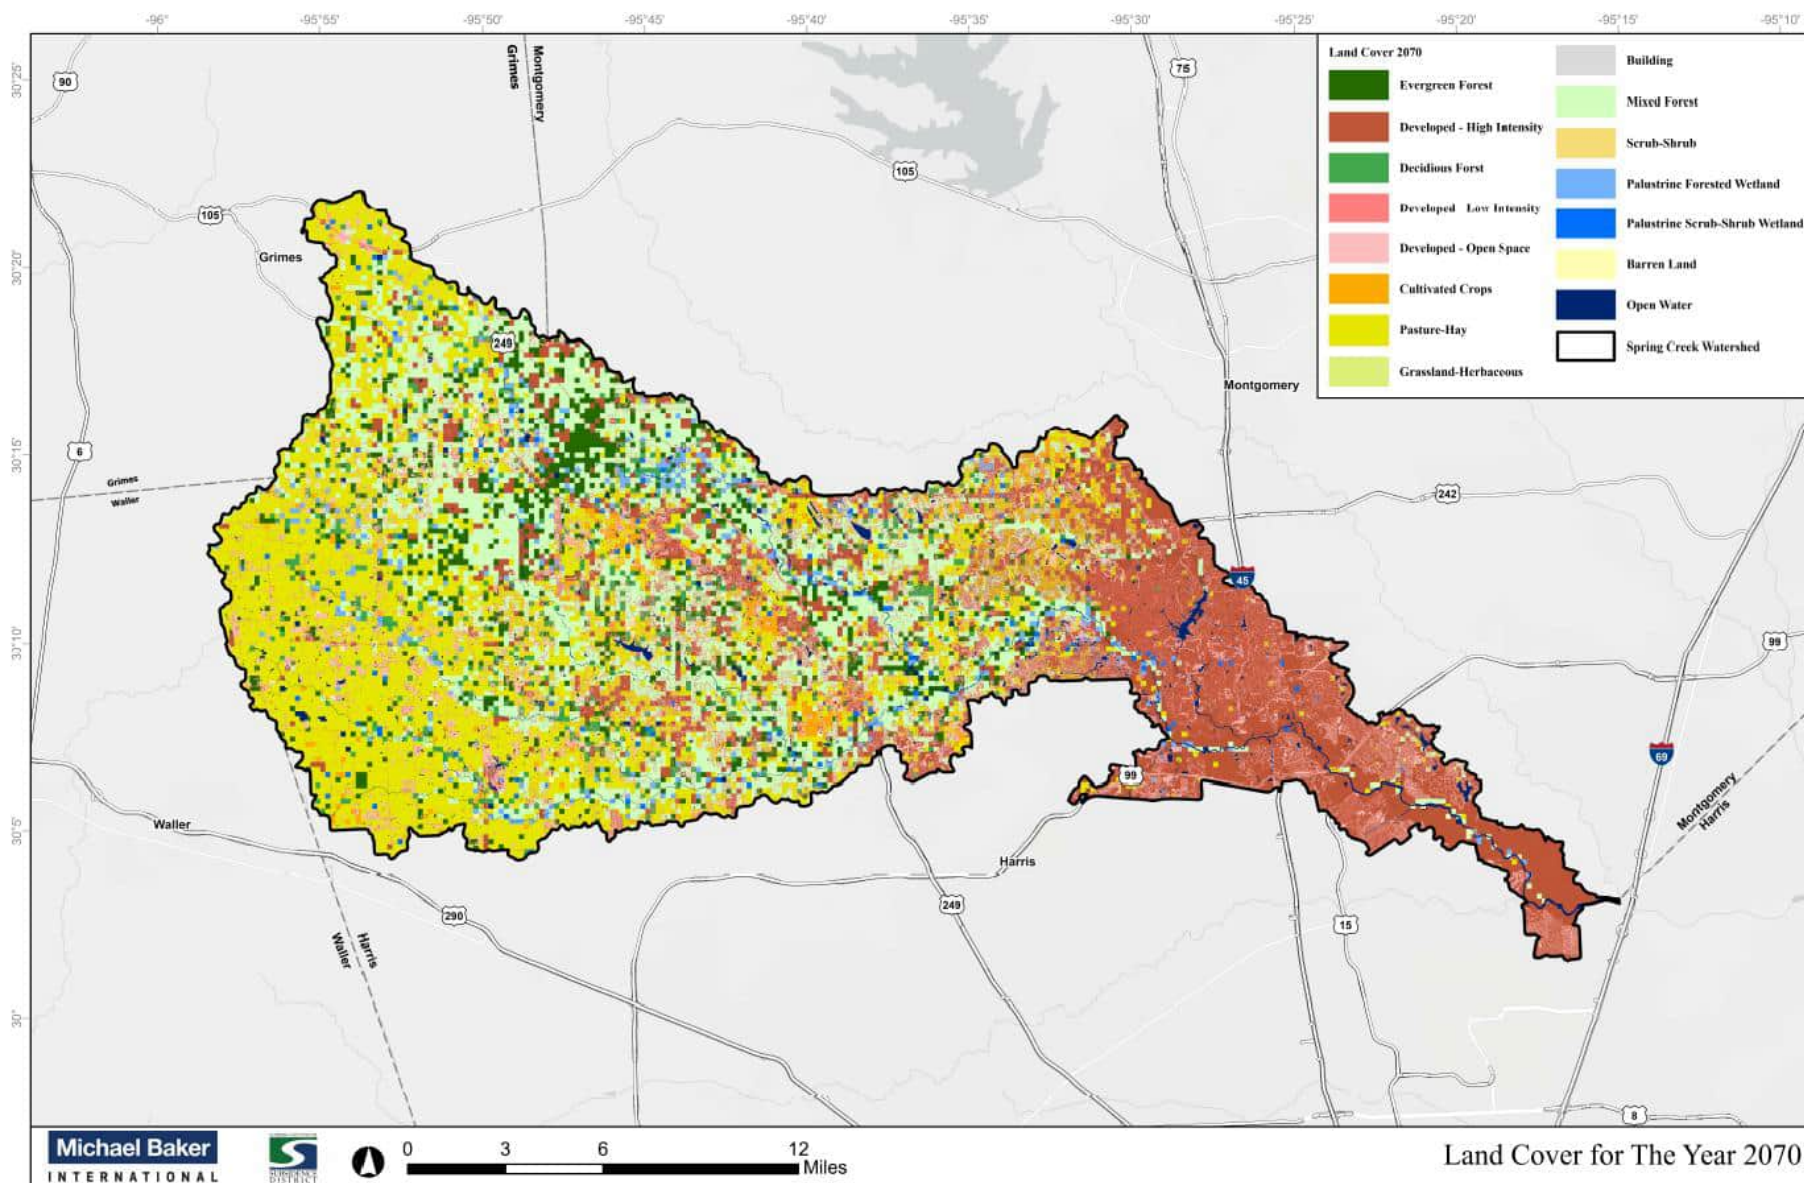 -96°
-95°55'
-95°50'
-95°45'
-95°40'
-95°35'
-95°30'
-95°25'
-95°20'
-95°15'
-95°10'
30°25'
30°20'
30°15'
30°10'
30°5'
30°
Land Cover 2070
Evergreen Forest
Developed - High Intensity
Decidious Forst
Developed - Low Intensity
Developed - Open Space
Cultivated Crops
Pasture-Hay
Grassland-Herbaceous
Building
Mixed Forest
Scrub-Shrub
Palustrine Forested Wetland
Palustrine Scrub-Shrub Wetland
Barren Land
Open Water
Spring Creek Watershed
90
Grimes
Montgomery
75
105
105
Grimes
249
Montgomery
6
Grimes
Waller
242
45
99
99
69
Montgomery
Harris
Waller
Harris
290
249
15
Harris
Waller
8
Michael Baker
INTERNATIONAL
SUBSIDENCE
DISTRICT
0 3 6 12
Miles
Land Cover for The Year 2070